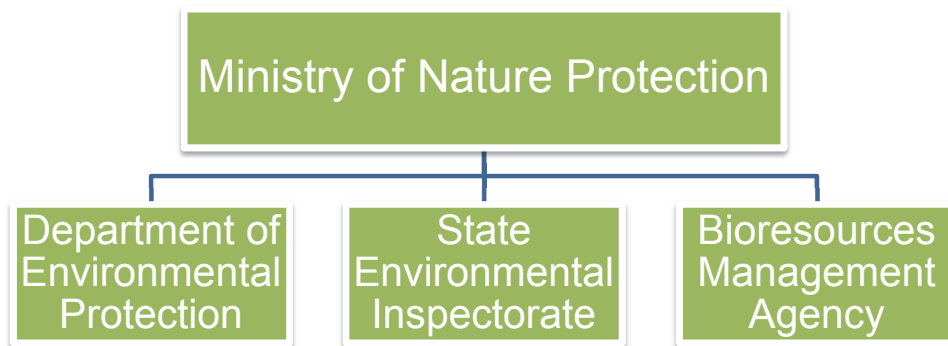 Ministry of Nature Protection
Department of
Environmental
Protection
State
Environmental
Inspectorate
Bioresources
Management
Agency